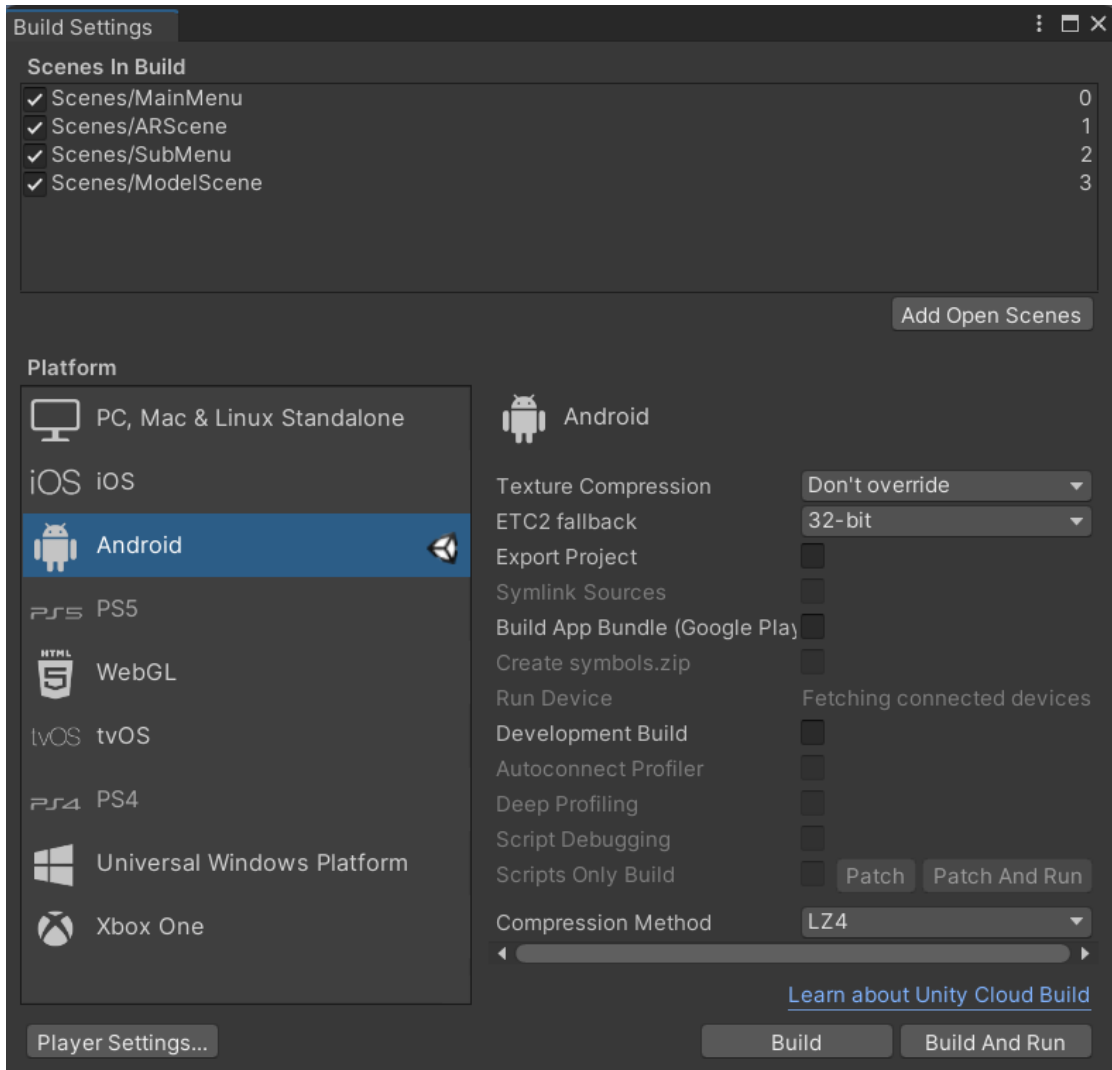 Build Settings
Scenes In Build
Scenes/MainMenu 0
Scenes/ARScene 1
Scenes/SubMenu 2
Scenes/ModelScene 3
Add Open Scenes
Platform
PC, Mac & Linux Standalone
iOS iOS
Android
PS5 PS5
HTML
5 WebGL
tvOS tvOS
PS4 PS4
Universal Windows Platform
Xbox One
Android
Texture Compression Don't override
ETC2 fallback 32-bit
Export Project
Symlink Sources
Build App Bundle (Google Play
Create symbols.zip
Run Device Fetching connected devices
Development Build
Autoconnect Profiler
Deep Profiling
Script Debugging
Scripts Only Build Patch Patch And Run
Compression Method LZ4
Learn about Unity Cloud Build
Player Settings... Build Build And Run